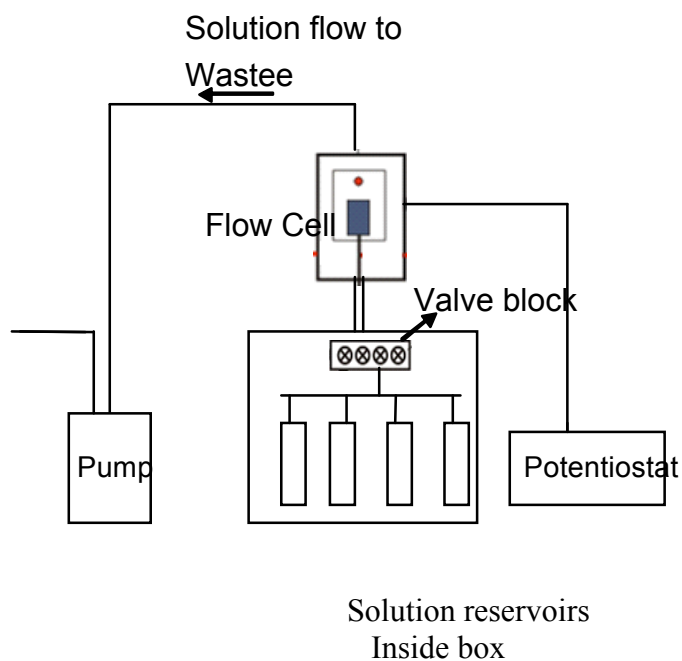 Solution flow to
Wastee
Flow Cell
Valve block
Pump
Potentiostat
Solution reservoirs
Inside box